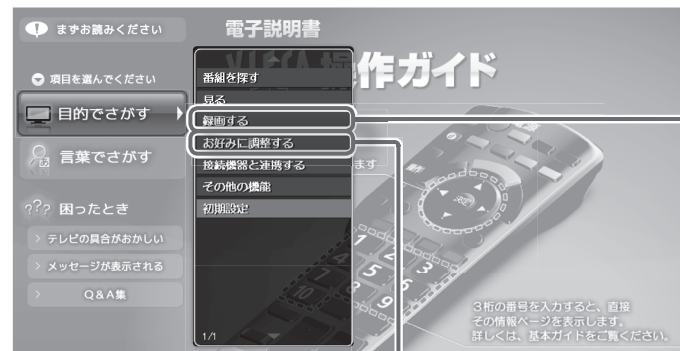 まずお読みください
項目を選んでください
目的でさがす
言葉でさがす
??? 困ったとき
> テレビの具合がおかしい
> メッセージが表示される
> Q&A集
電子説明書
操作ガイド
番組を探す
見る
録画する
お好みに調整する
接続機器と連携する
ます
その他の機能
初期設定
1/1
1
3
5
9
10
3桁の番号を入力すると、直接
その情報ページを表示します。
詳しくは、基本ガイドをご覧ください。